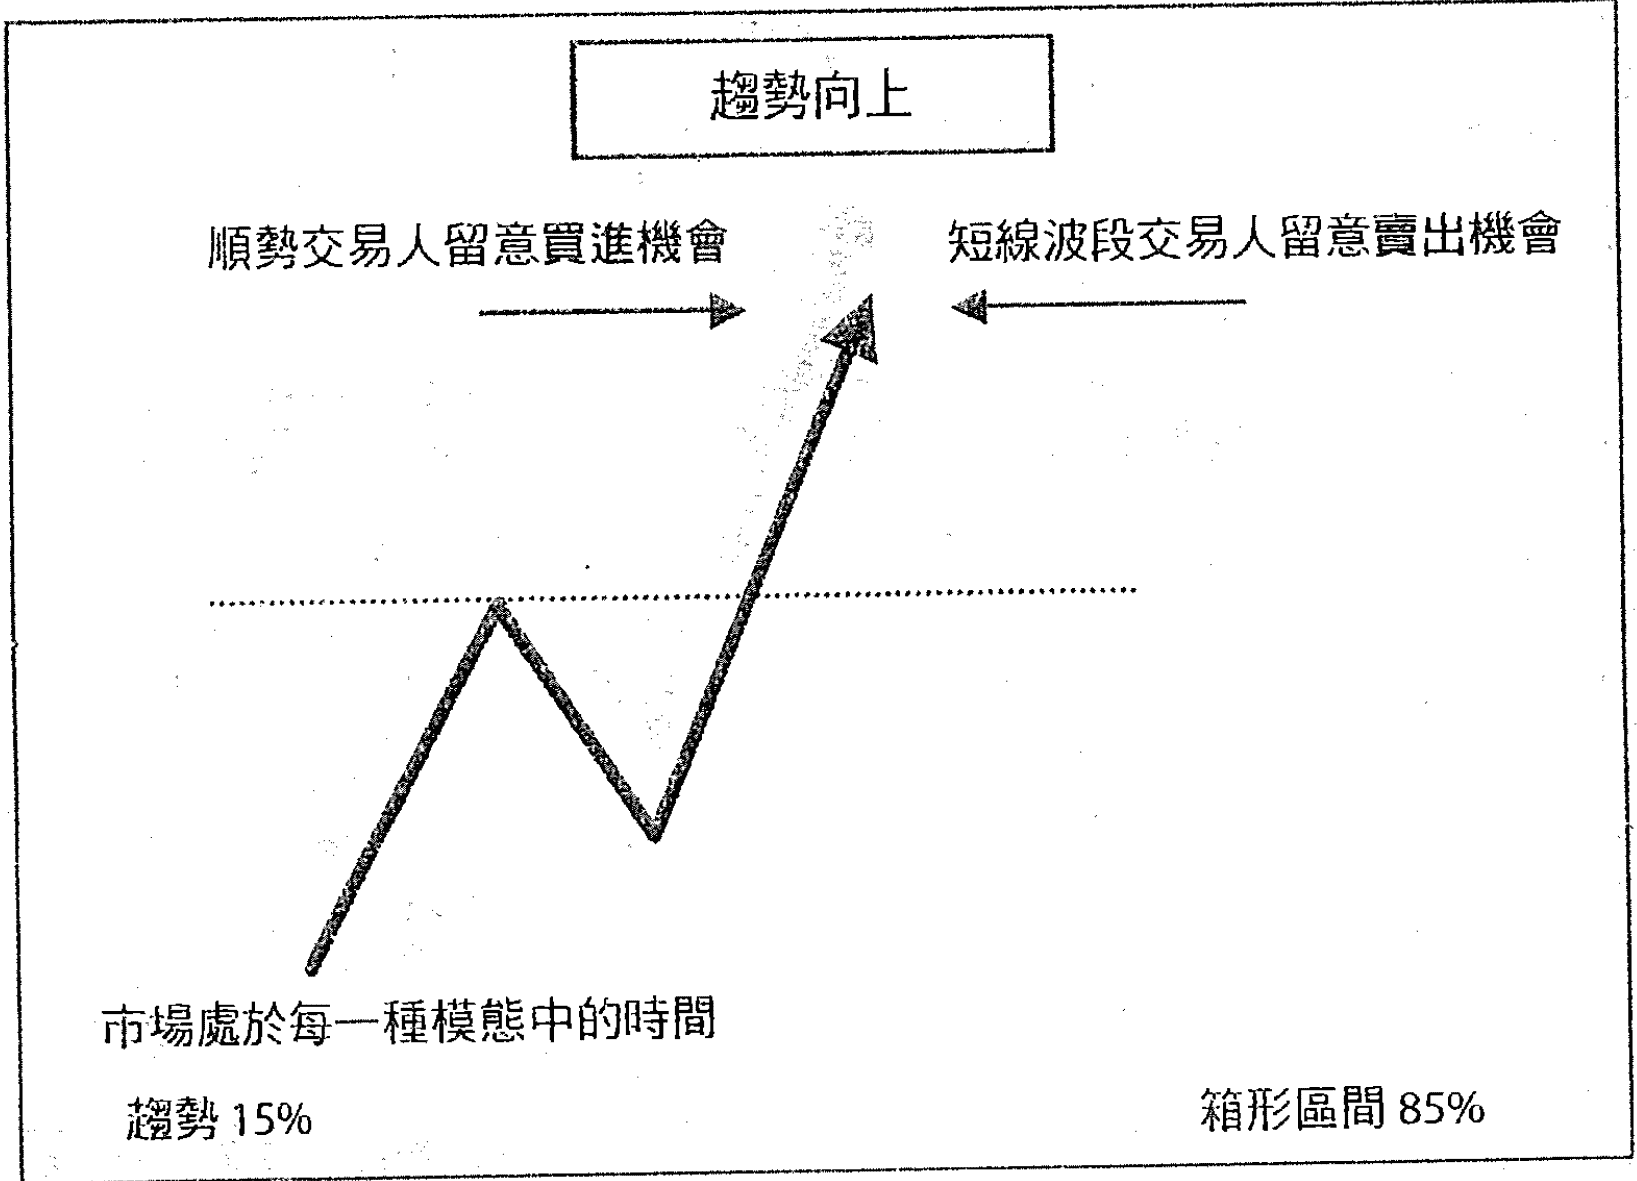 趨勢向上
順勢交易人留意買進機會
短線波段交易人留意賣出機會
市場處於每一種模態中的時間
趨勢 15%
箱形區間 85%